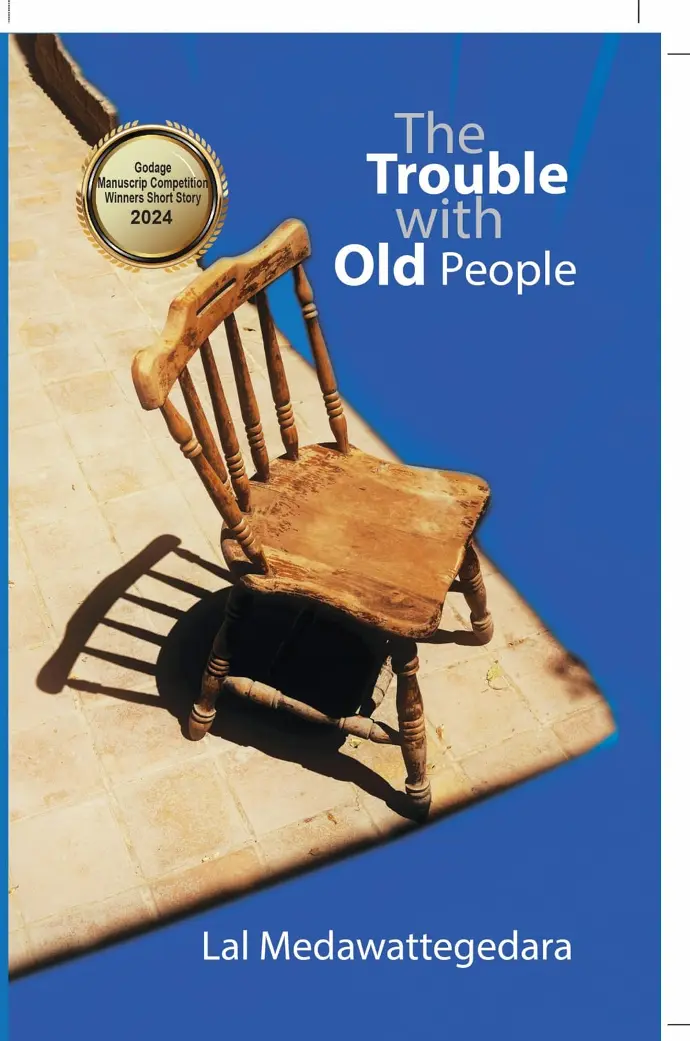 Godage
Manuscrip Competition
Winners Short Story
2024
The
Trouble
with
Old People
Lal Medawattegedara